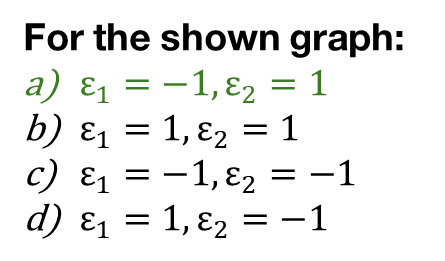 For the shown graph:
a) ε₁ = −1, ε₂ = 1
b) ε₁ = 1, ε₂ = 1
c) ε₁ = −1, ε₂ = −1
d) ε₁ = 1, ε₂ = −1